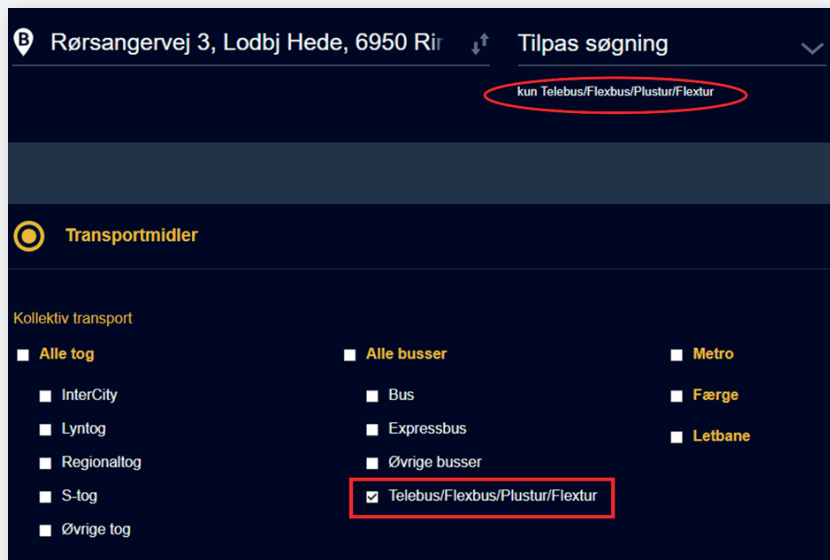 B Rørsangervej 3, Lodbj Hede, 6950 Rin Tilpas søgning
kun Telebus/Flexbus/Plustur/Flextur
Transportmidler
Kollektiv transport
Alle tog
InterCity
Lyntog
Regionaltog
S-tog
Øvrige tog
Alle busser
Bus
Expressbus
Øvrige busser
Telebus/Flexbus/Plustur/Flextur
Metro
Færge
Letbane